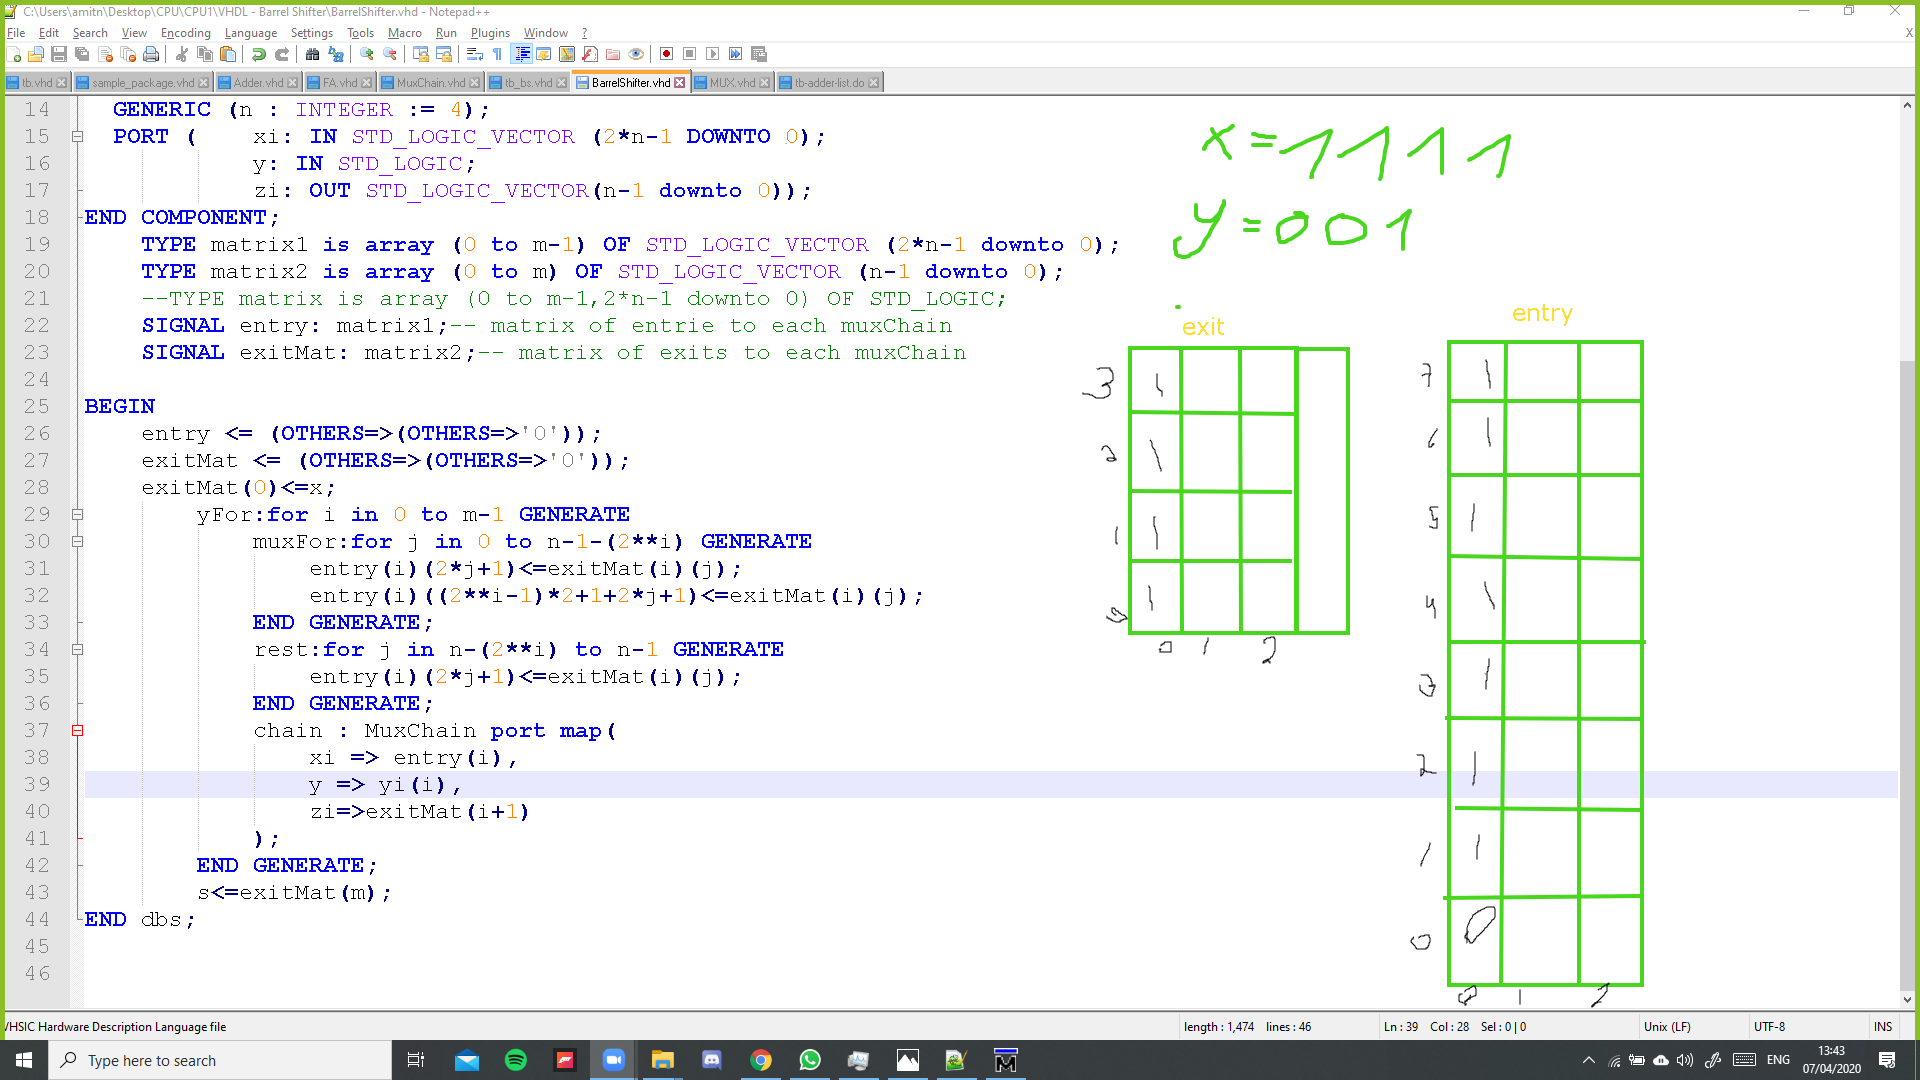 C:\Users\amitn\Desktop\CPU\CPU1\VHDL - Barrel Shifter\BarrelShifter.vhd - Notepad++
File Edit Search View Encoding Language Settings Tools Macro Run Plugins Window ? X
tb.vhd sample_package.vhd Adder.vhd FA.vhd MuxChain.vhd tb_bs.vhd BarrelShifter.vhd MUX.vhd tb-adder-list.do
14 GENERIC (n : INTEGER := 4);
15 PORT ( xi: IN STD_LOGIC_VECTOR (2*n-1 DOWNTO 0);
16 y: IN STD_LOGIC;
17 zi: OUT STD_LOGIC_VECTOR(n-1 downto 0));
18 END COMPONENT;
19 TYPE matrix1 is array (0 to m-1) OF STD_LOGIC_VECTOR (2*n-1 downto 0);
20 TYPE matrix2 is array (0 to m) OF STD_LOGIC_VECTOR (n-1 downto 0);
21 --TYPE matrix is array (0 to m-1,2*n-1 downto 0) OF STD_LOGIC;
22 SIGNAL entry: matrix1;-- matrix of entrie to each muxChain
23 SIGNAL exitMat: matrix2;-- matrix of exits to each muxChain
24
25 BEGIN
26 entry <= (OTHERS=>(OTHERS=>'0'));
27 exitMat <= (OTHERS=>(OTHERS=>'0'));
28 exitMat(0)<=x;
29 yFor:for i in 0 to m-1 GENERATE
30 muxFor:for j in 0 to n-1-(2**i) GENERATE
31 entry(i)(2*j+1)<=exitMat(i)(j);
32 entry(i)((2**i-1)*2+1+2*j+1)<=exitMat(i)(j);
33 END GENERATE;
34 rest:for j in n-(2**i) to n-1 GENERATE
35 entry(i)(2*j+1)<=exitMat(i)(j);
36 END GENERATE;
37 chain : MuxChain port map(
38 xi => entry(i),
39 y => yi(i),
40 zi=>exitMat(i+1)
41 );
42 END GENERATE;
43 s<=exitMat(m);
44 END dbs;
45
46
x=1111
y=001
exit
3 1
2 1
1 1
0 1
0 1 2
entry
7 1
6 1
5 1
4 1
3 1
2 1
1 1
0 0
0 1 2
VHSIC Hardware Description Language file
length : 1,474 lines : 46
Ln : 39 Col : 28 Sel : 0 | 0
Unix (LF)
UTF-8
INS
Type here to search
ENG
13:43
07/04/2020